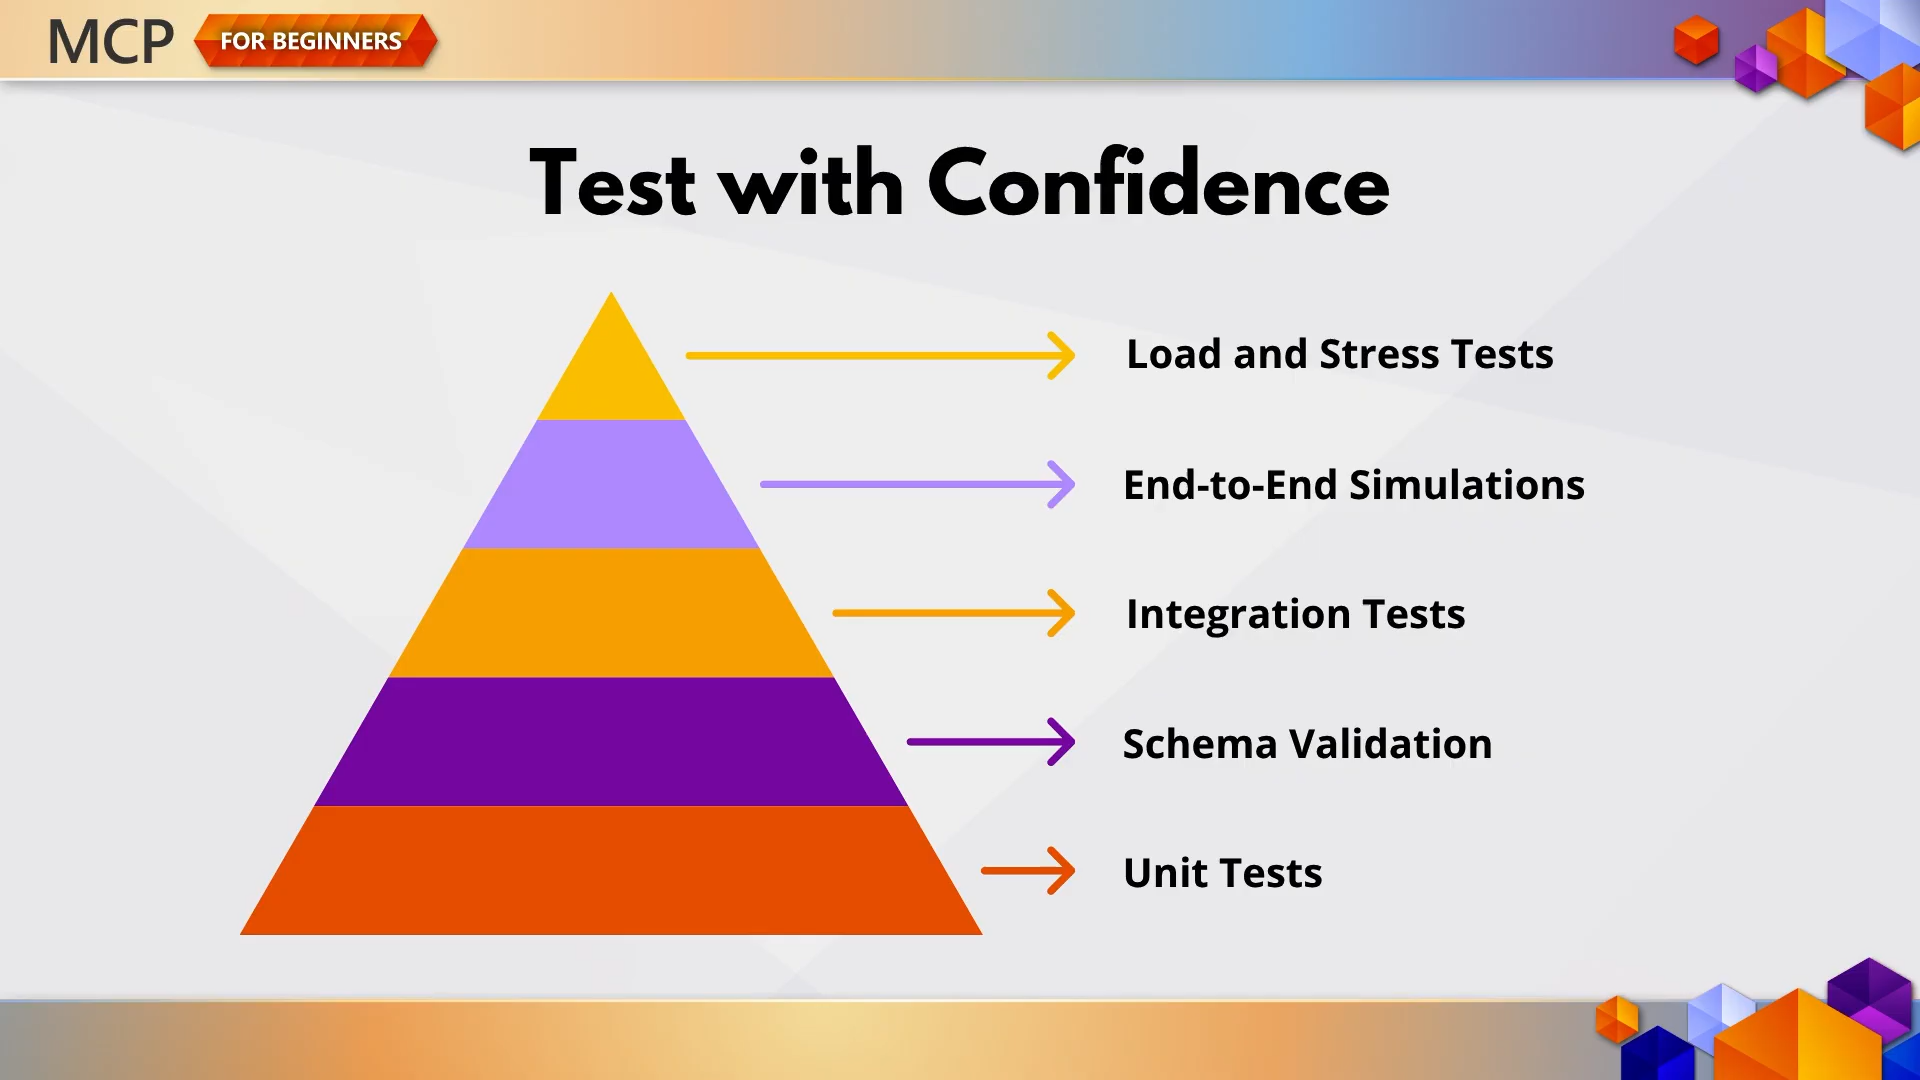 MCP FOR BEGINNERS
Test with Confidence
Load and Stress Tests
End-to-End Simulations
Integration Tests
Schema Validation
Unit Tests